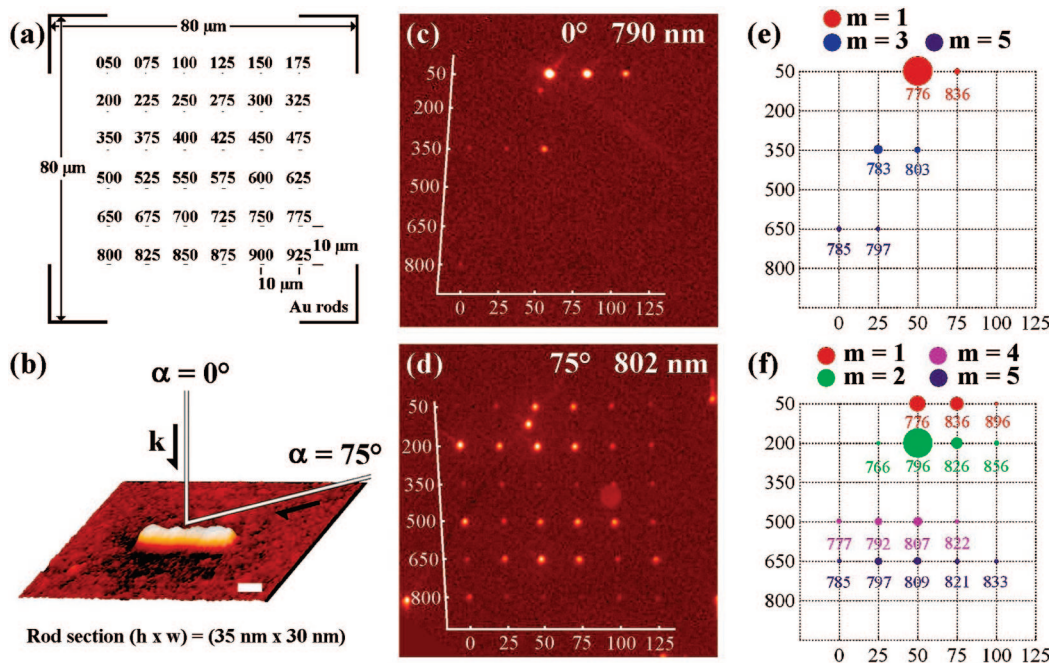 (a)
80 μm
050 075 100 125 150 175
200 225 250 275 300 325
350 375 400 425 450 475
80 μm
500 525 550 575 600 625
650 675 700 725 750 775
10 μm
800 825 850 875 900 925
10 μm
Au rods
(b)
α = 0°
k
α = 75°
Rod section (h x w) = (35 nm x 30 nm)
(c)
0° 790 nm
50
200
350
500
650
800
0 25 50 75 100 125
(d)
75° 802 nm
50
200
350
500
650
800
0 25 50 75 100 125
(e)
m = 1
m = 3 m = 5
50
776 836
200
350
783 803
500
650
785 797
800
0 25 50 75 100 125
(f)
m = 1 m = 4
m = 2 m = 5
50
776 836 896
200
766 796 826 856
350
500
777 792 807 822
650
785 797 809 821 833
800
0 25 50 75 100 125